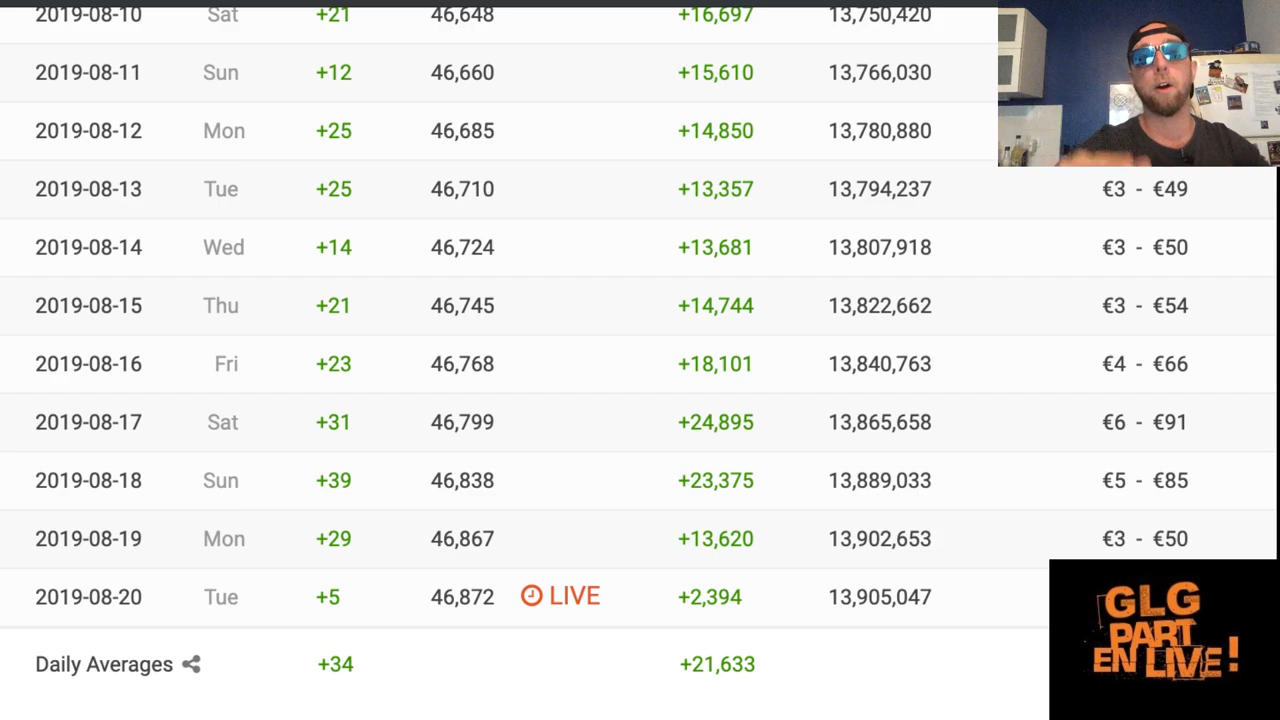 2019-08-10 Sat +21 46,648 +16,697 13,750,420
2019-08-11 Sun +12 46,660 +15,610 13,766,030
2019-08-12 Mon +25 46,685 +14,850 13,780,880
2019-08-13 Tue +25 46,710 +13,357 13,794,237 €3 - €49
2019-08-14 Wed +14 46,724 +13,681 13,807,918 €3 - €50
2019-08-15 Thu +21 46,745 +14,744 13,822,662 €3 - €54
2019-08-16 Fri +23 46,768 +18,101 13,840,763 €4 - €66
2019-08-17 Sat +31 46,799 +24,895 13,865,658 €6 - €91
2019-08-18 Sun +39 46,838 +23,375 13,889,033 €5 - €85
2019-08-19 Mon +29 46,867 +13,620 13,902,653 €3 - €50
2019-08-20 Tue +5 46,872 LIVE +2,394 13,905,047
Daily Averages +34 +21,633
GLG
PART
EN LIVE !